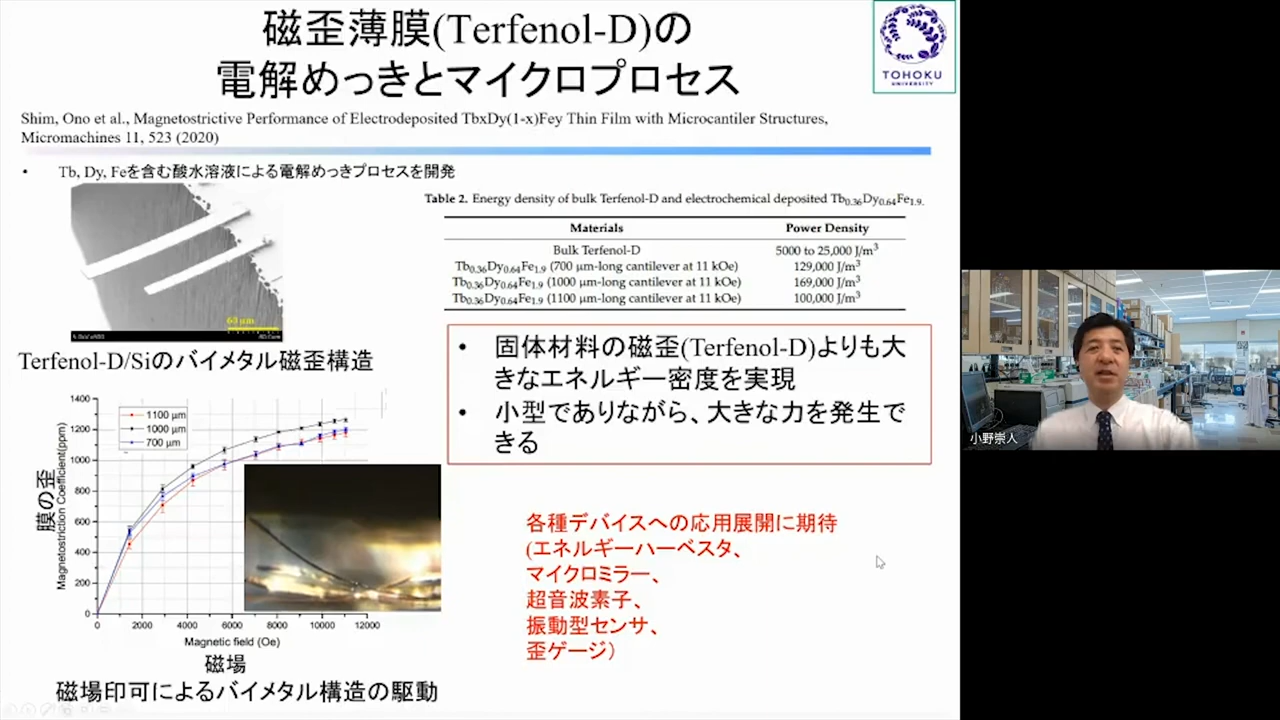 磁歪薄膜(Terfenol-D)の
電解めっきとマイクロプロセス
TOHOKU
UNIVERSITY
Shim, Ono et al., Magnetostrictive Performance of Electrodeposited TbxDy(1-x)Fey Thin Film with Microcantiler Structures,
Micromachines 11, 523 (2020)
• Tb, Dy, Feを含む酸水溶液による電解めっきプロセスを開発
60 μm
Terfenol-D/Siのバイメタル磁歪構造
Table 2. Energy density of bulk Terfenol-D and electrochemical deposited Tb0.36Dy0.64Fe1.9.
Materials Power Density
Bulk Terfenol-D 5000 to 25,000 J/m³
Tb0.36Dy0.64Fe1.9 (700 μm-long cantilever at 11 kOe) 129,000 J/m³
Tb0.36Dy0.64Fe1.9 (1000 μm-long cantilever at 11 kOe) 169,000 J/m³
Tb0.36Dy0.64Fe1.9 (1100 μm-long cantilever at 11 kOe) 100,000 J/m³
• 固体材料の磁歪(Terfenol-D)よりも大
きなエネルギー密度を実現
• 小型でありながら、大きな力を発生で
きる
膜の歪
Magnetostriction Coefficient(ppm)
1400
1200
1000
800
600
400
200
0
1100 μm
1000 μm
700 μm
0 2000 4000 6000 8000 10000 12000
Magnetic field (Oe)
磁場
磁場印可によるバイメタル構造の駆動
各種デバイスへの応用展開に期待
(エネルギーハーベスタ、
マイクロミラー、
超音波素子、
振動型センサ、
歪ゲージ）
小野崇人